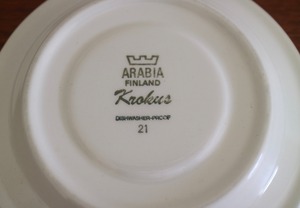 ARABIA
FINLAND
Krokus
DISHWASHER-PROOF
21